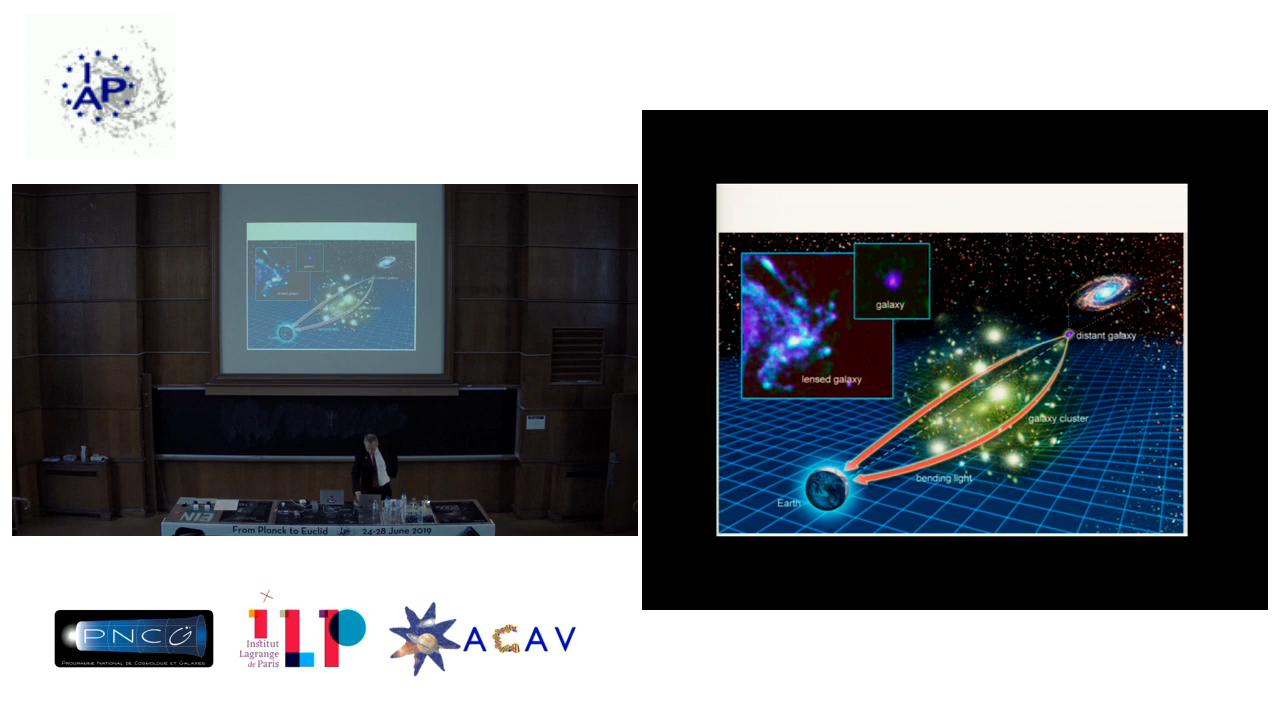 IAP
galaxy
lensed galaxy
distant galaxy
galaxy cluster
bending light
Earth
From Planck to Euclid
24-28 June 2019
PNCG
PROGRAMME NATIONAL DE COSMOLOGIE ET GALAXIES
ILP
Institut
Lagrange
de Paris
ACAV